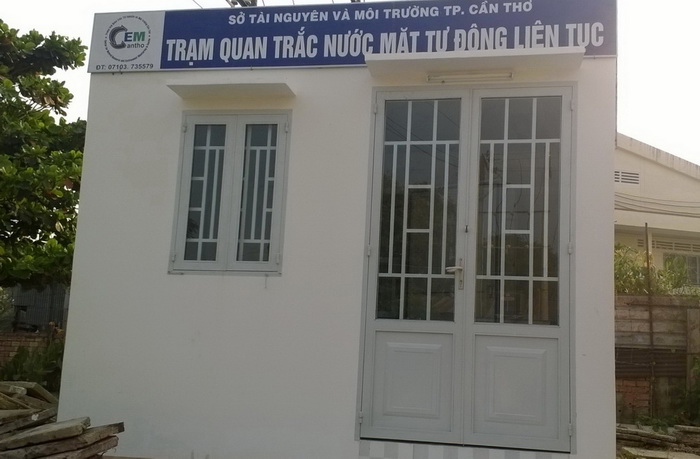 SỞ TÀI NGUYÊN VÀ MÔI TRƯỜNG TP. CẦN THƠ
TRẠM QUAN TRẮC NƯỚC MẶT TỰ ĐỘNG LIÊN TỤC
CEM
antho
ĐT: 07103. 735579